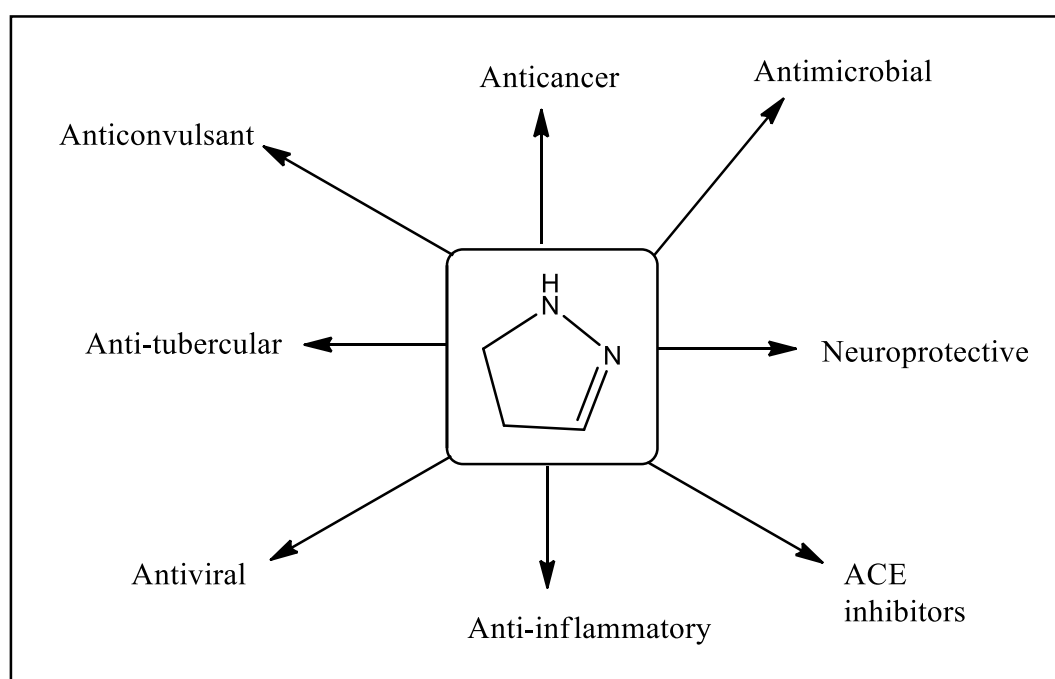 Anticancer
Antimicrobial
Anticonvulsant
H
N
N
Anti-tubercular
Neuroprotective
Antiviral
ACE
inhibitors
Anti-inflammatory